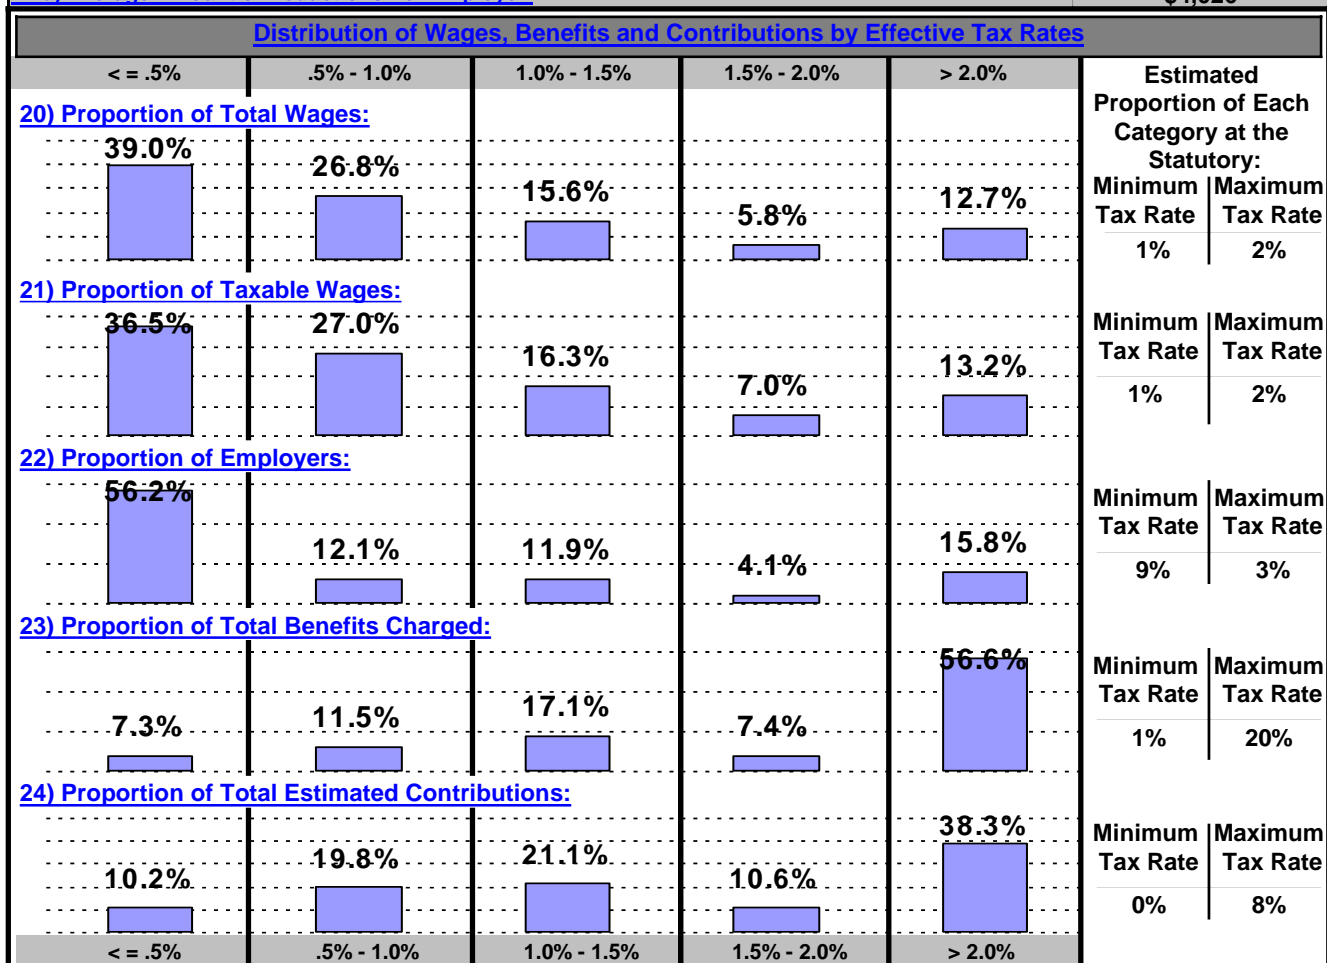 Distribution of Wages, Benefits and Contributions by Effective Tax Rates
< = .5% .5% - 1.0% 1.0% - 1.5% 1.5% - 2.0% > 2.0%
Estimated
Proportion of Each
Category at the
Statutory:
20) Proportion of Total Wages:
39.0% 26.8% 15.6% 5.8% 12.7%
Minimum Maximum
Tax Rate Tax Rate
1% 2%
21) Proportion of Taxable Wages:
36.5% 27.0% 16.3% 7.0% 13.2%
Minimum Maximum
Tax Rate Tax Rate
1% 2%
22) Proportion of Employers:
56.2% 12.1% 11.9% 4.1% 15.8%
Minimum Maximum
Tax Rate Tax Rate
9% 3%
23) Proportion of Total Benefits Charged:
7.3% 11.5% 17.1% 7.4% 56.6%
Minimum Maximum
Tax Rate Tax Rate
1% 20%
24) Proportion of Total Estimated Contributions:
10.2% 19.8% 21.1% 10.6% 38.3%
Minimum Maximum
Tax Rate Tax Rate
0% 8%
< = .5% .5% - 1.0% 1.0% - 1.5% 1.5% - 2.0% > 2.0%